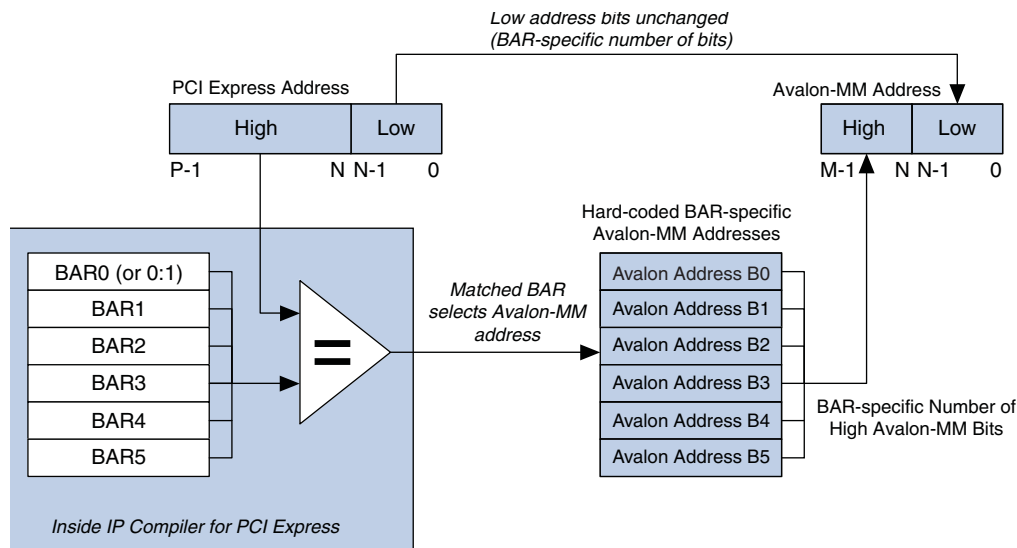 Low address bits unchanged
(BAR-specific number of bits)
PCI Express Address
High
Low
P-1
N
N-1
0
Avalon-MM Address
High
Low
M-1
N
N-1
0
BAR0 (or 0:1)
BAR1
BAR2
BAR3
BAR4
BAR5
=
Inside IP Compiler for PCI Express
Matched BAR
selects Avalon-MM
address
Hard-coded BAR-specific
Avalon-MM Addresses
Avalon Address B0
Avalon Address B1
Avalon Address B2
Avalon Address B3
Avalon Address B4
Avalon Address B5
BAR-specific Number of
High Avalon-MM Bits